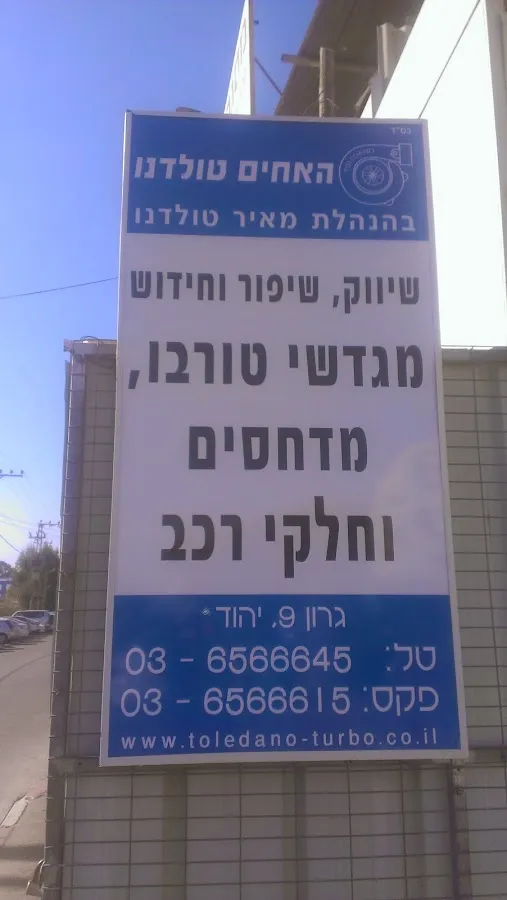 בס"ד
האחים טולדנו
בהנהלת מאיר טולדנו
שיווק, שיפור וחידוש
מגדשי טורבו,
מדחסים
וחלקי רכב
גרון 9, יהוד
טל: 03 - 6566645
פקס: 03 - 6566615
www.toledano-turbo.co.il